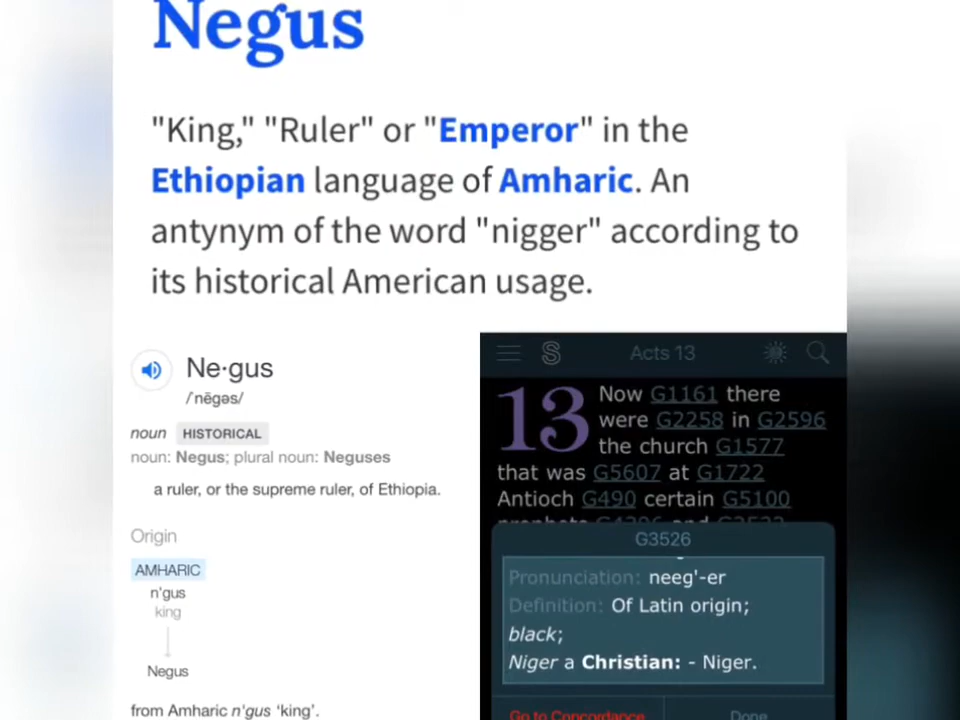 Negus
"King," "Ruler" or "Emperor" in the
Ethiopian language of Amharic. An
antynym of the word "nigger" according to
its historical American usage.
Ne·gus
/ˈnēɡəs/
noun HISTORICAL
noun: Negus; plural noun: Neguses
a ruler, or the supreme ruler, of Ethiopia.
Origin
AMHARIC
n'gus
king
Negus
from Amharic n'gus ‘king’.
Acts 13
13 Now G1161 there
were G2258 in G2596
the church G1577
that was G5607 at G1722
Antioch G490 certain G5100
G3526
Pronunciation: neeg'-er
Definition: Of Latin origin;
black;
Niger a Christian: - Niger.
Go to Concordance Done